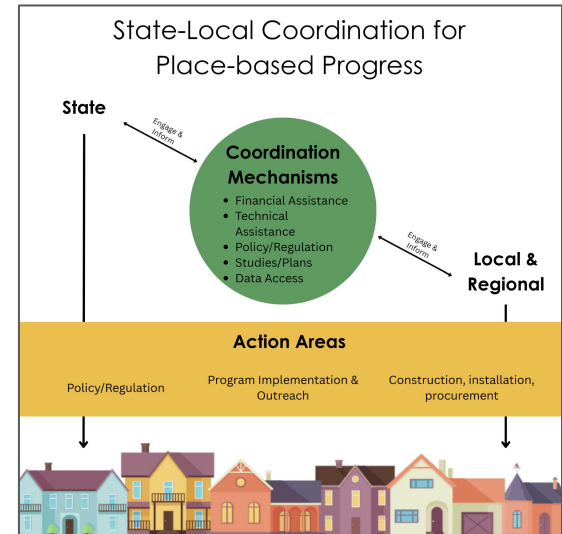 State-Local Coordination for
Place-based Progress
State
Engage &
Inform
Coordination
Mechanisms
• Financial Assistance
• Technical
Assistance
• Policy/Regulation
• Studies/Plans
• Data Access
Engage &
Inform
Local &
Regional
Action Areas
Policy/Regulation
Program Implementation &
Outreach
Construction, installation,
procurement